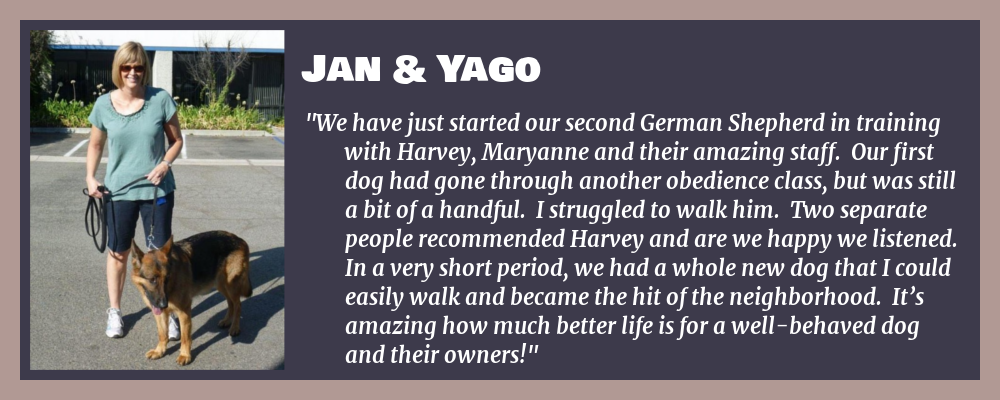 Jan & Yago
"We have just started our second German Shepherd in training
with Harvey, Maryanne and their amazing staff.  Our first
dog had gone through another obedience class, but was still
a bit of a handful.  I struggled to walk him.  Two separate
people recommended Harvey and are we happy we listened.
In a very short period, we had a whole new dog that I could
easily walk and became the hit of the neighborhood.  It’s
amazing how much better life is for a well-behaved dog
and their owners!"